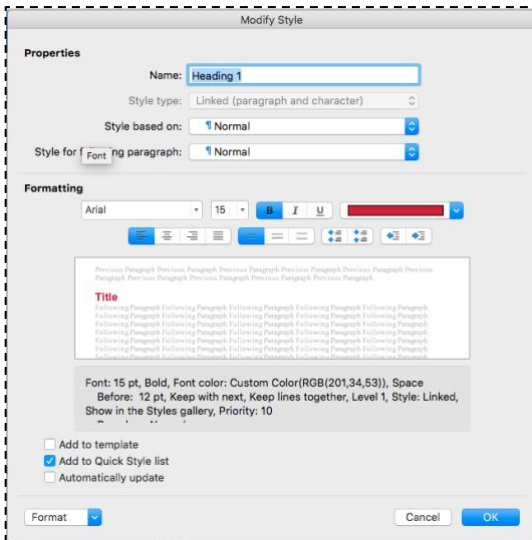 Modify Style
Properties
Name: Heading 1
Style type: Linked (paragraph and character)
Style based on: ¶ Normal
Style for following paragraph: ¶ Normal
Font
Formatting
Arial 15 B I U
Previous Paragraph Previous Paragraph Previous Paragraph Previous Paragraph Previous Paragraph Previous
Paragraph Previous Paragraph Previous Paragraph Previous Paragraph Previous Paragraph
Title
Following Paragraph Following Paragraph Following Paragraph Following Paragraph Following Paragraph
Following Paragraph Following Paragraph Following Paragraph Following Paragraph Following Paragraph
Following Paragraph Following Paragraph Following Paragraph Following Paragraph Following Paragraph
Following Paragraph Following Paragraph Following Paragraph Following Paragraph Following Paragraph
Following Paragraph Following Paragraph Following Paragraph Following Paragraph Following Paragraph
Font: 15 pt, Bold, Font color: Custom Color(RGB(201,34,53)), Space
Before: 12 pt, Keep with next, Keep lines together, Level 1, Style: Linked,
Show in the Styles gallery, Priority: 10
Add to template
Add to Quick Style list
Automatically update
Format Cancel OK